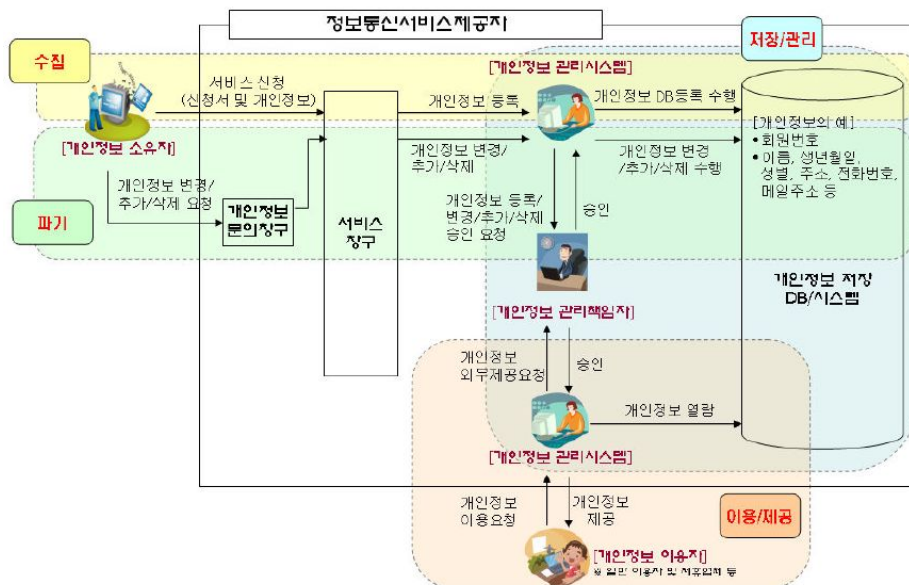 정보통신서비스제공자
수집
저장/관리
[개인정보 관리시스템]
서비스 신청
(신청서 및 개인정보)
개인정보 등록
개인정보 DB등록 수행
[개인정보 소유자]
[개인정보의 예]
• 회원번호
• 이름, 생년월일,
성별, 주소, 전화번호,
메일주소 등
개인정보 변경/
추가/삭제
개인정보 변경
/추가/삭제 수행
개인정보 변경/
추가/삭제 요청
파기
개인정보
문의창구
서비스
창구
개인정보 등록/
변경/추가/삭제
승인 요청
승인
개인정보 저장
DB/시스템
[개인정보 관리책임자]
개인정보
외부제공요청
승인
개인정보 열람
[개인정보 관리시스템]
개인정보
이용요청
개인정보
제공
이용/제공
[개인정보 이용자]
※ 일반 이용자 및 제휴업체 등